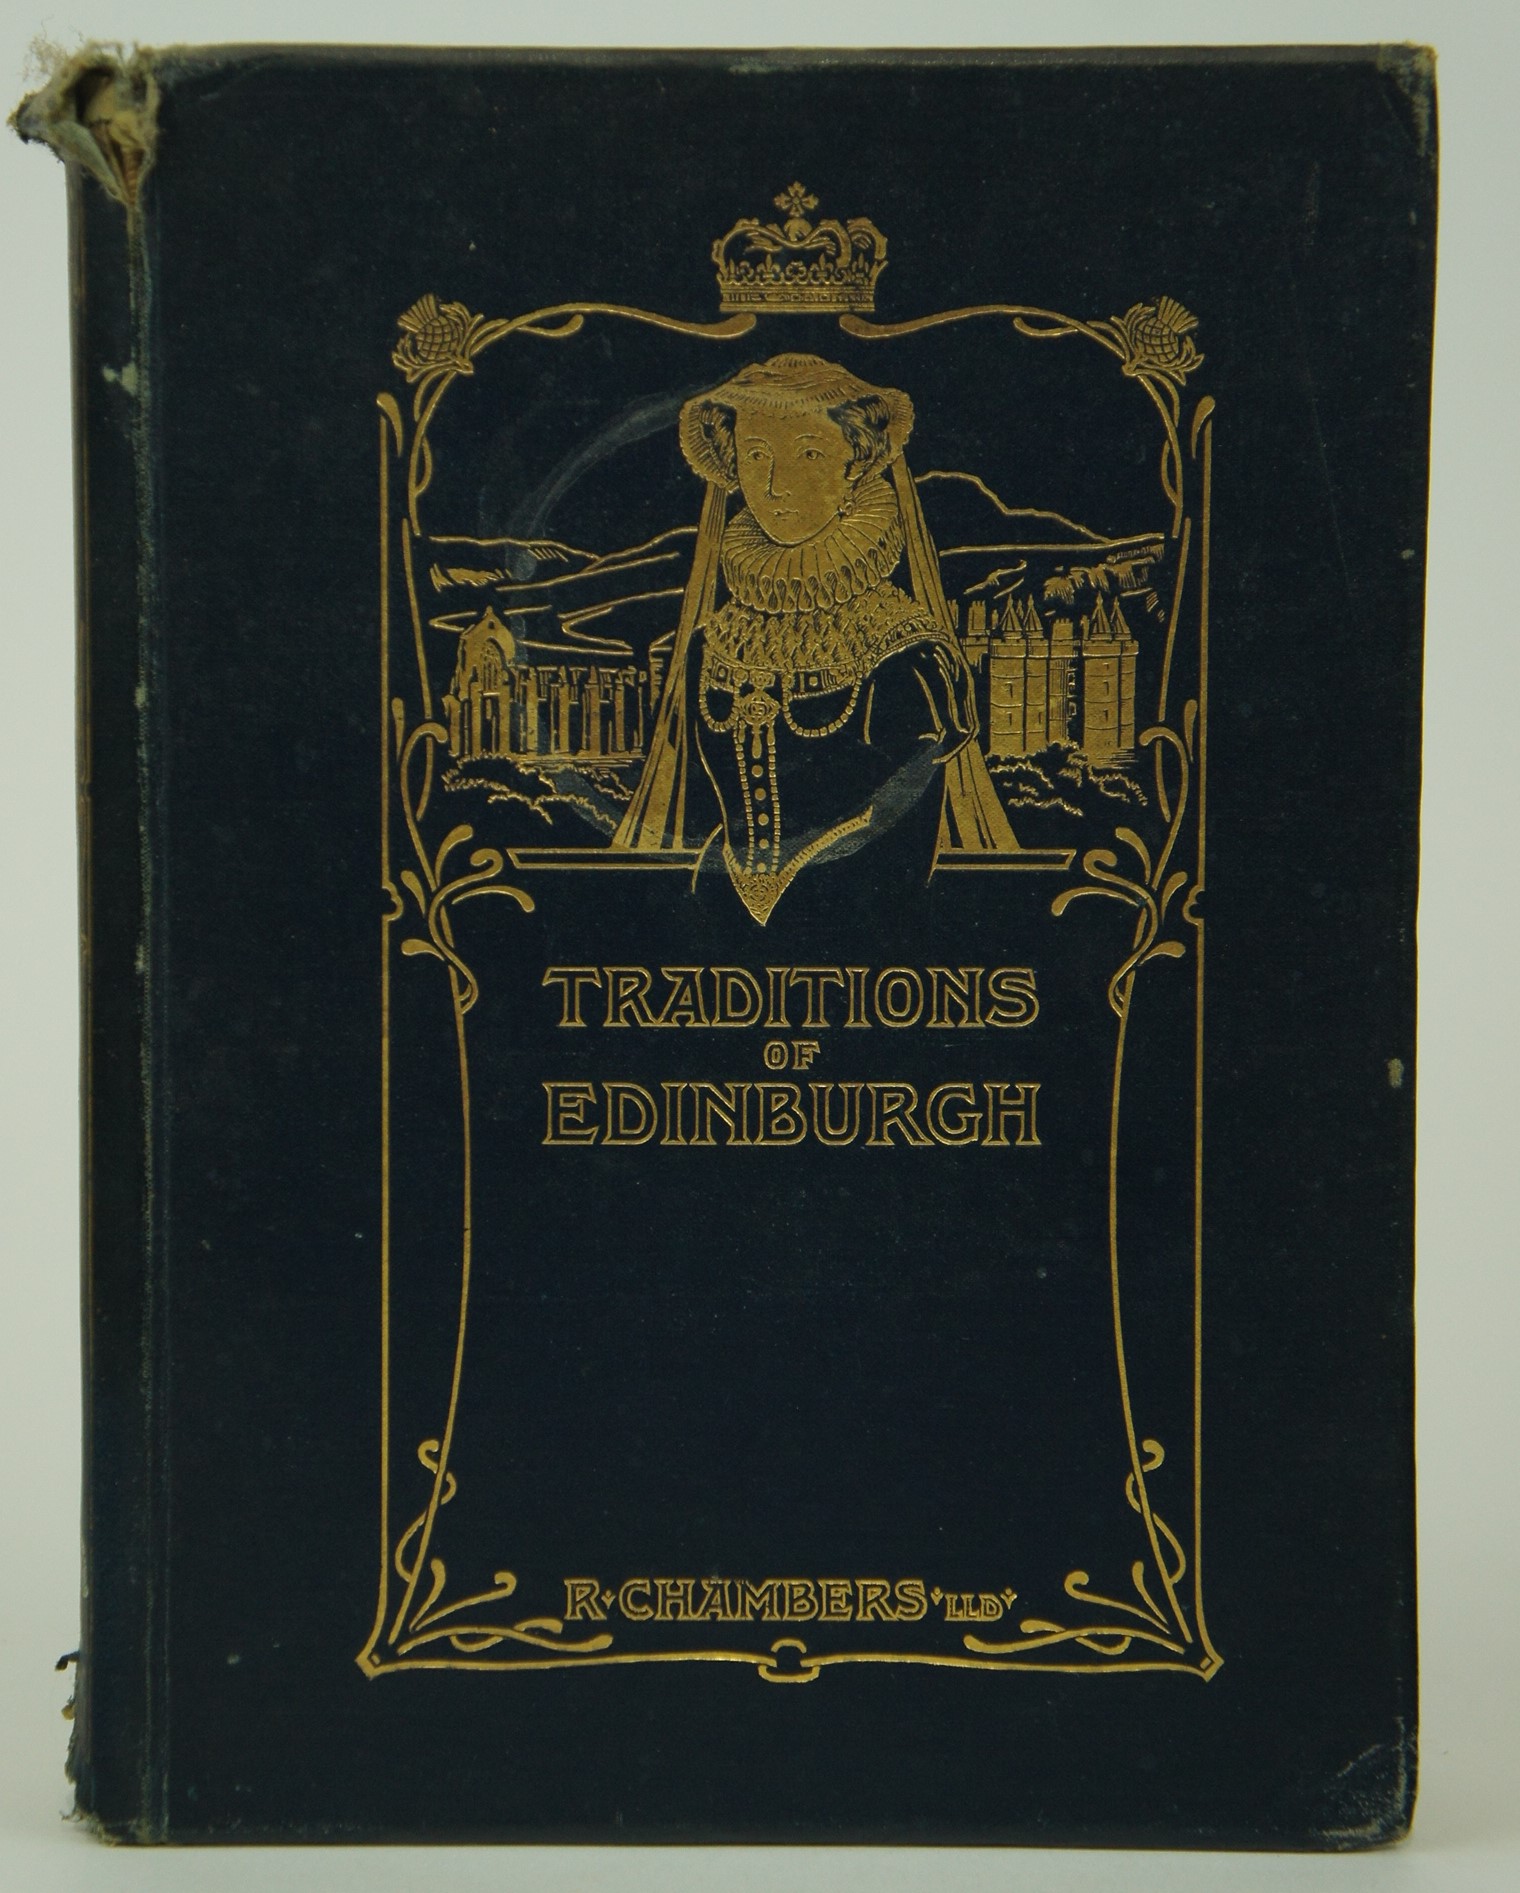 TRADITIONS
OF
EDINBURGH
R·CHAMBERS·LLD·